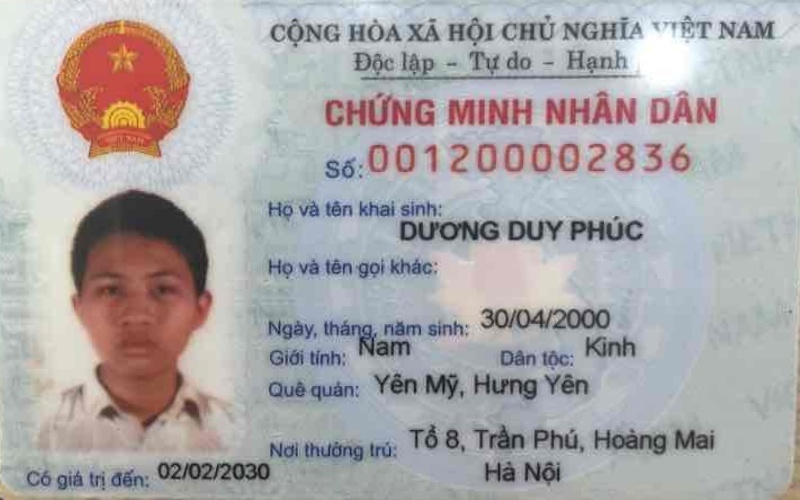 CỘNG HÒA XÃ HỘI CHỦ NGHĨA VIỆT NAM
Độc lập - Tự do - Hạnh
CHỨNG MINH NHÂN DÂN
Số: 001200002836
Họ và tên khai sinh:
DƯƠNG DUY PHÚC
Họ và tên gọi khác:
Ngày, tháng, năm sinh: 30/04/2000
Giới tính: Nam Dân tộc: Kinh
Quê quán: Yên Mỹ, Hưng Yên
Nơi thường trú: Tổ 8, Trần Phú, Hoàng Mai
Hà Nội
Có giá trị đến: 02/02/2030